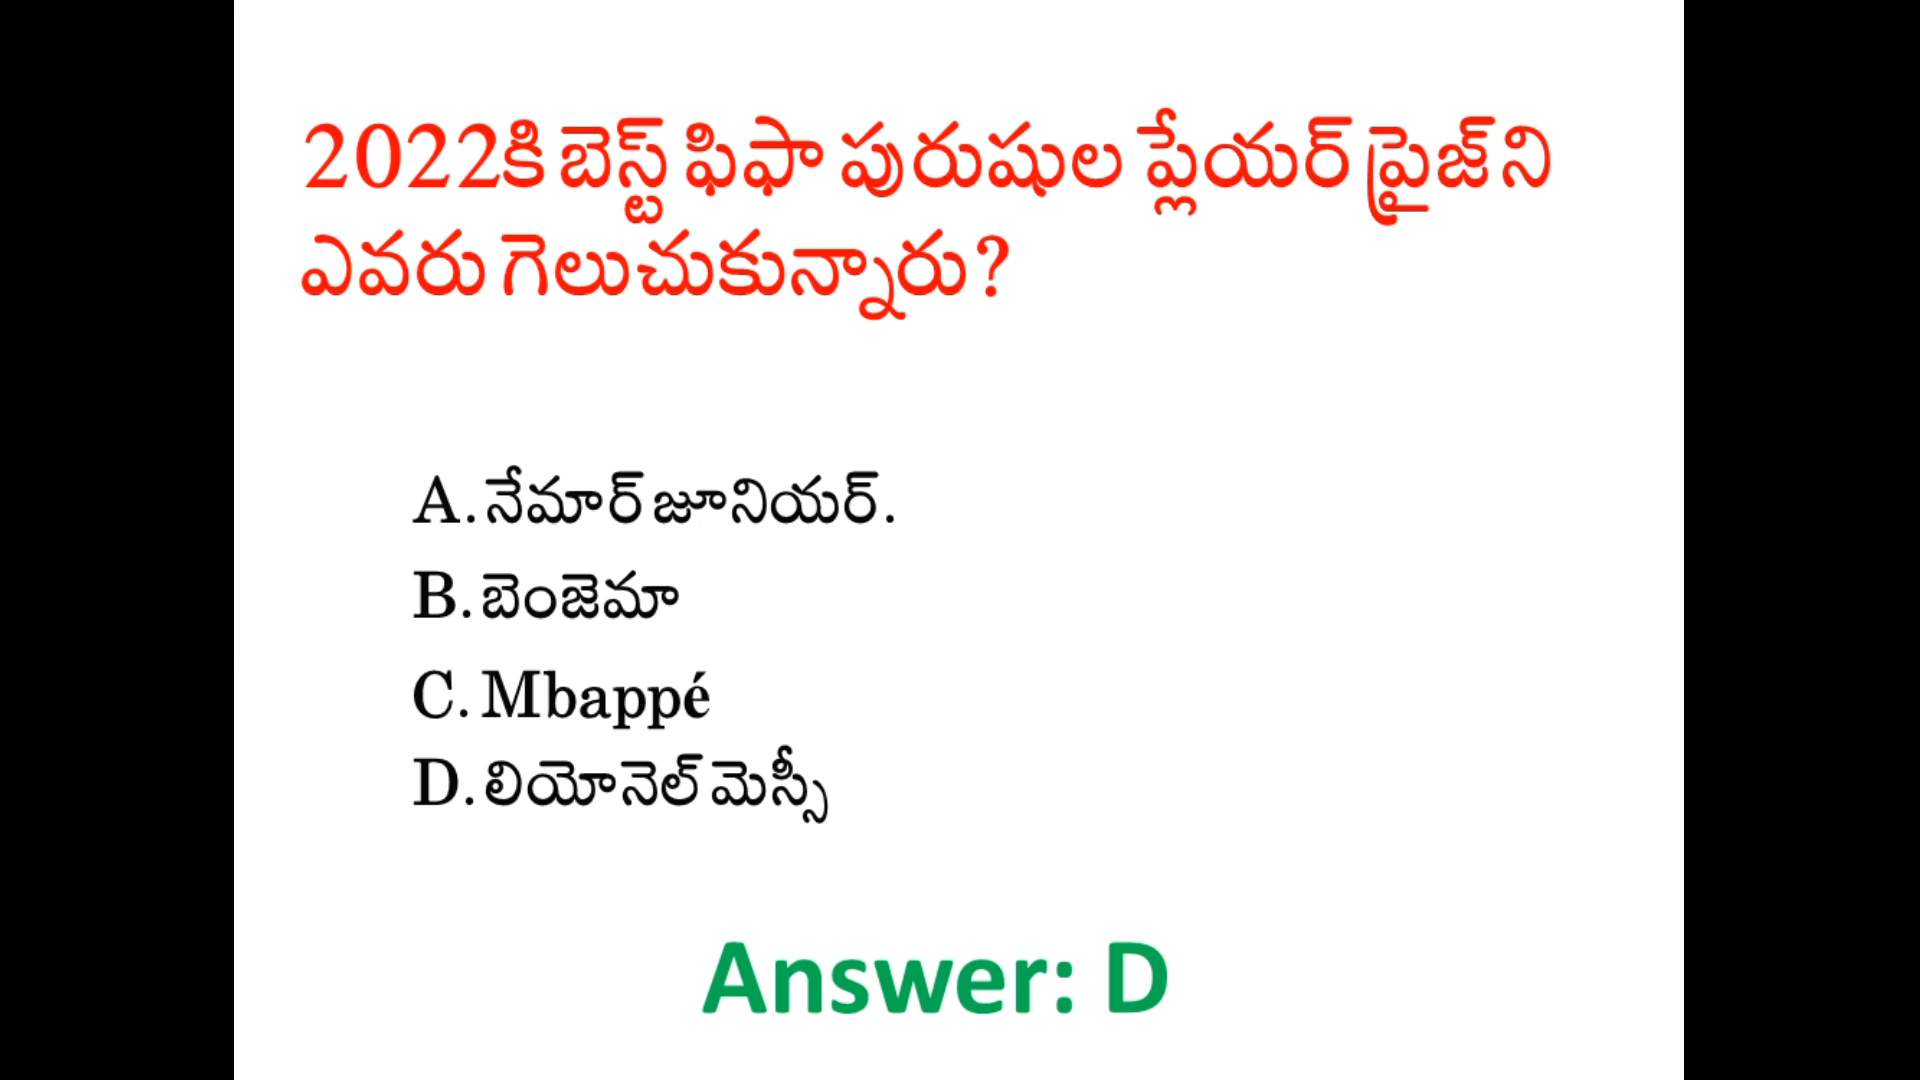 2022కి బెస్ట్ ఫిఫా పురుషుల ప్లేయర్ ప్రైజ్‌ని
ఎవరు గెలుచుకున్నారు?
A. నేమార్ జూనియర్.
B. బెంజెమా
C. Mbappé
D. లియోనెల్ మెస్సీ
Answer: D